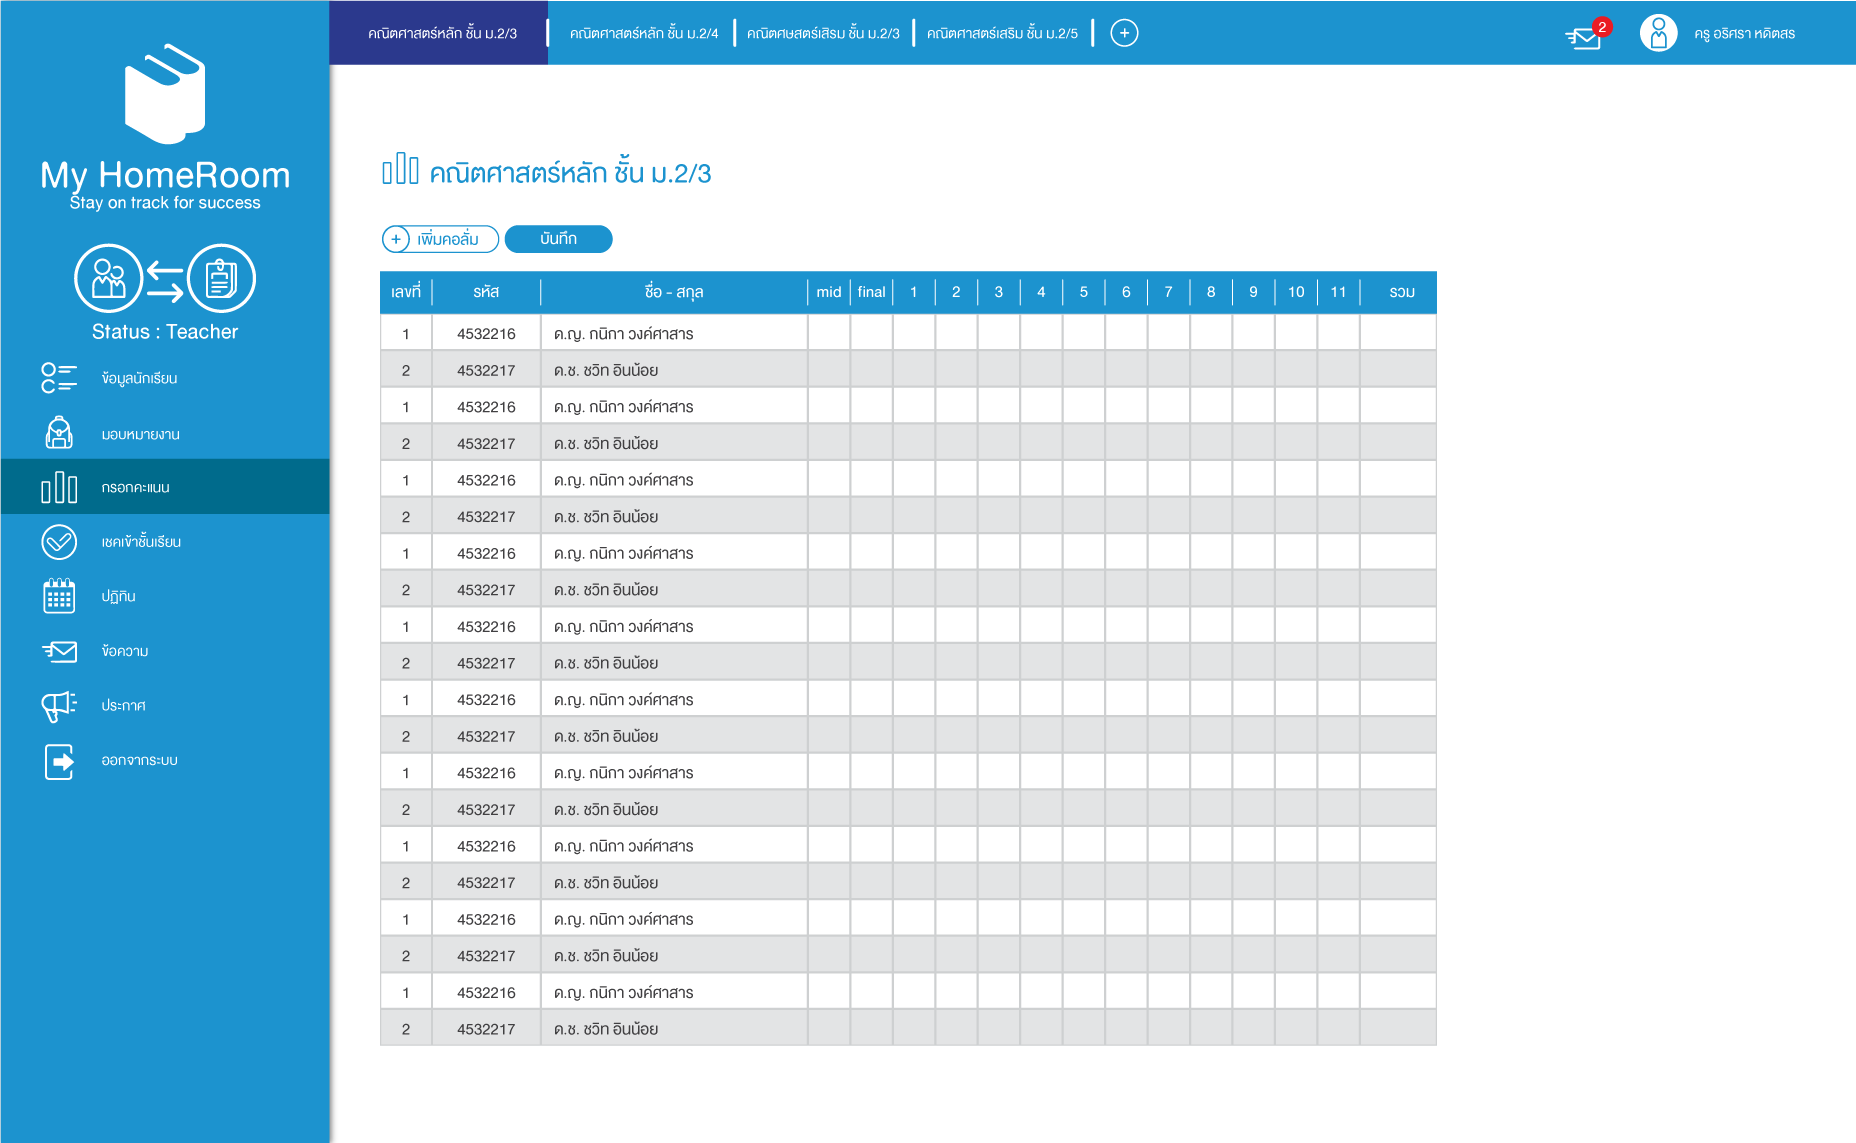 คณิตศาสตร์หลัก ชั้น ม.2/3
คณิตศาสตร์หลัก ชั้น ม.2/4
คณิตศษสตร์เสิรม ชั้น ม.2/3
คณิตศาสตร์เสริม ชั้น ม.2/5
+
2
ครู อริศรา หดิตสร
My HomeRoom
Stay on track for success
Status : Teacher
ข้อมูลนักเรียน
มอบหมายงาน
กรอกคะแนน
เชคเข้าชั้นเรียน
ปฏิทิน
ข้อความ
ประกาศ
ออกจากระบบ
คณิตศาสตร์หลัก ชั้น ม.2/3
+ เพิ่มคอลั่ม บันทึก
เลขที่ รหัส ชื่อ - สกุล mid final 1 2 3 4 5 6 7 8 9 10 11 รวม
1 4532216 ด.ญ. กนิกา วงค์ศาสาร
2 4532217 ด.ช. ชวิท อินน้อย
1 4532216 ด.ญ. กนิกา วงค์ศาสาร
2 4532217 ด.ช. ชวิท อินน้อย
1 4532216 ด.ญ. กนิกา วงค์ศาสาร
2 4532217 ด.ช. ชวิท อินน้อย
1 4532216 ด.ญ. กนิกา วงค์ศาสาร
2 4532217 ด.ช. ชวิท อินน้อย
1 4532216 ด.ญ. กนิกา วงค์ศาสาร
2 4532217 ด.ช. ชวิท อินน้อย
1 4532216 ด.ญ. กนิกา วงค์ศาสาร
2 4532217 ด.ช. ชวิท อินน้อย
1 4532216 ด.ญ. กนิกา วงค์ศาสาร
2 4532217 ด.ช. ชวิท อินน้อย
1 4532216 ด.ญ. กนิกา วงค์ศาสาร
2 4532217 ด.ช. ชวิท อินน้อย
1 4532216 ด.ญ. กนิกา วงค์ศาสาร
2 4532217 ด.ช. ชวิท อินน้อย
1 4532216 ด.ญ. กนิกา วงค์ศาสาร
2 4532217 ด.ช. ชวิท อินน้อย